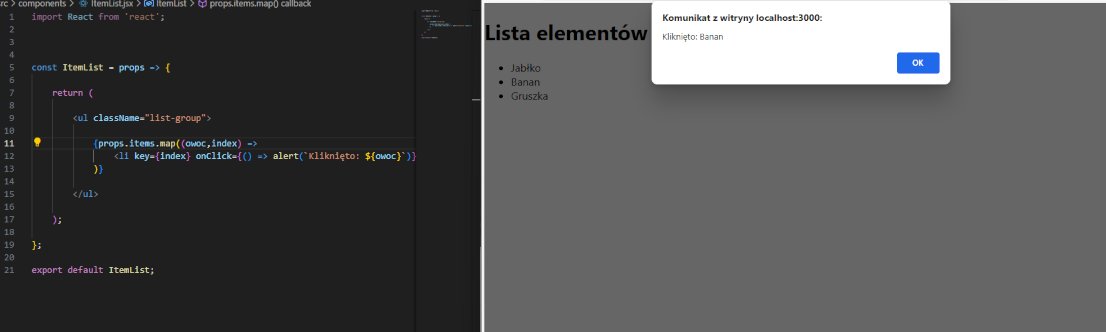 src > components > ItemList.jsx > ItemList > props.items.map() callback
1 import React from 'react';
2
3
4
5 const ItemList = props => {
6
7 return (
8
9 <ul className="list-group">
10
11 {props.items.map((owoc,index) =>
12 <li key={index} onClick={() => alert(`Kliknięto: ${owoc}`)}
13 )}
14
15 </ul>
16
17 );
18
19 };
20
21 export default ItemList;
Lista elementów
Jabłko
Banan
Gruszka
Komunikat z witryny localhost:3000:
Kliknięto: Banan
OK